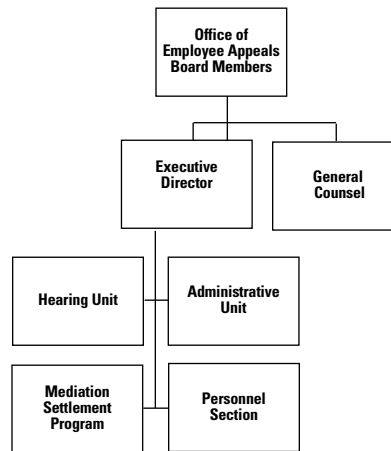 Office of
Employee Appeals
Board Members
Executive
Director
General
Counsel
Hearing Unit
Administrative
Unit
Mediation
Settlement
Program
Personnel
Section